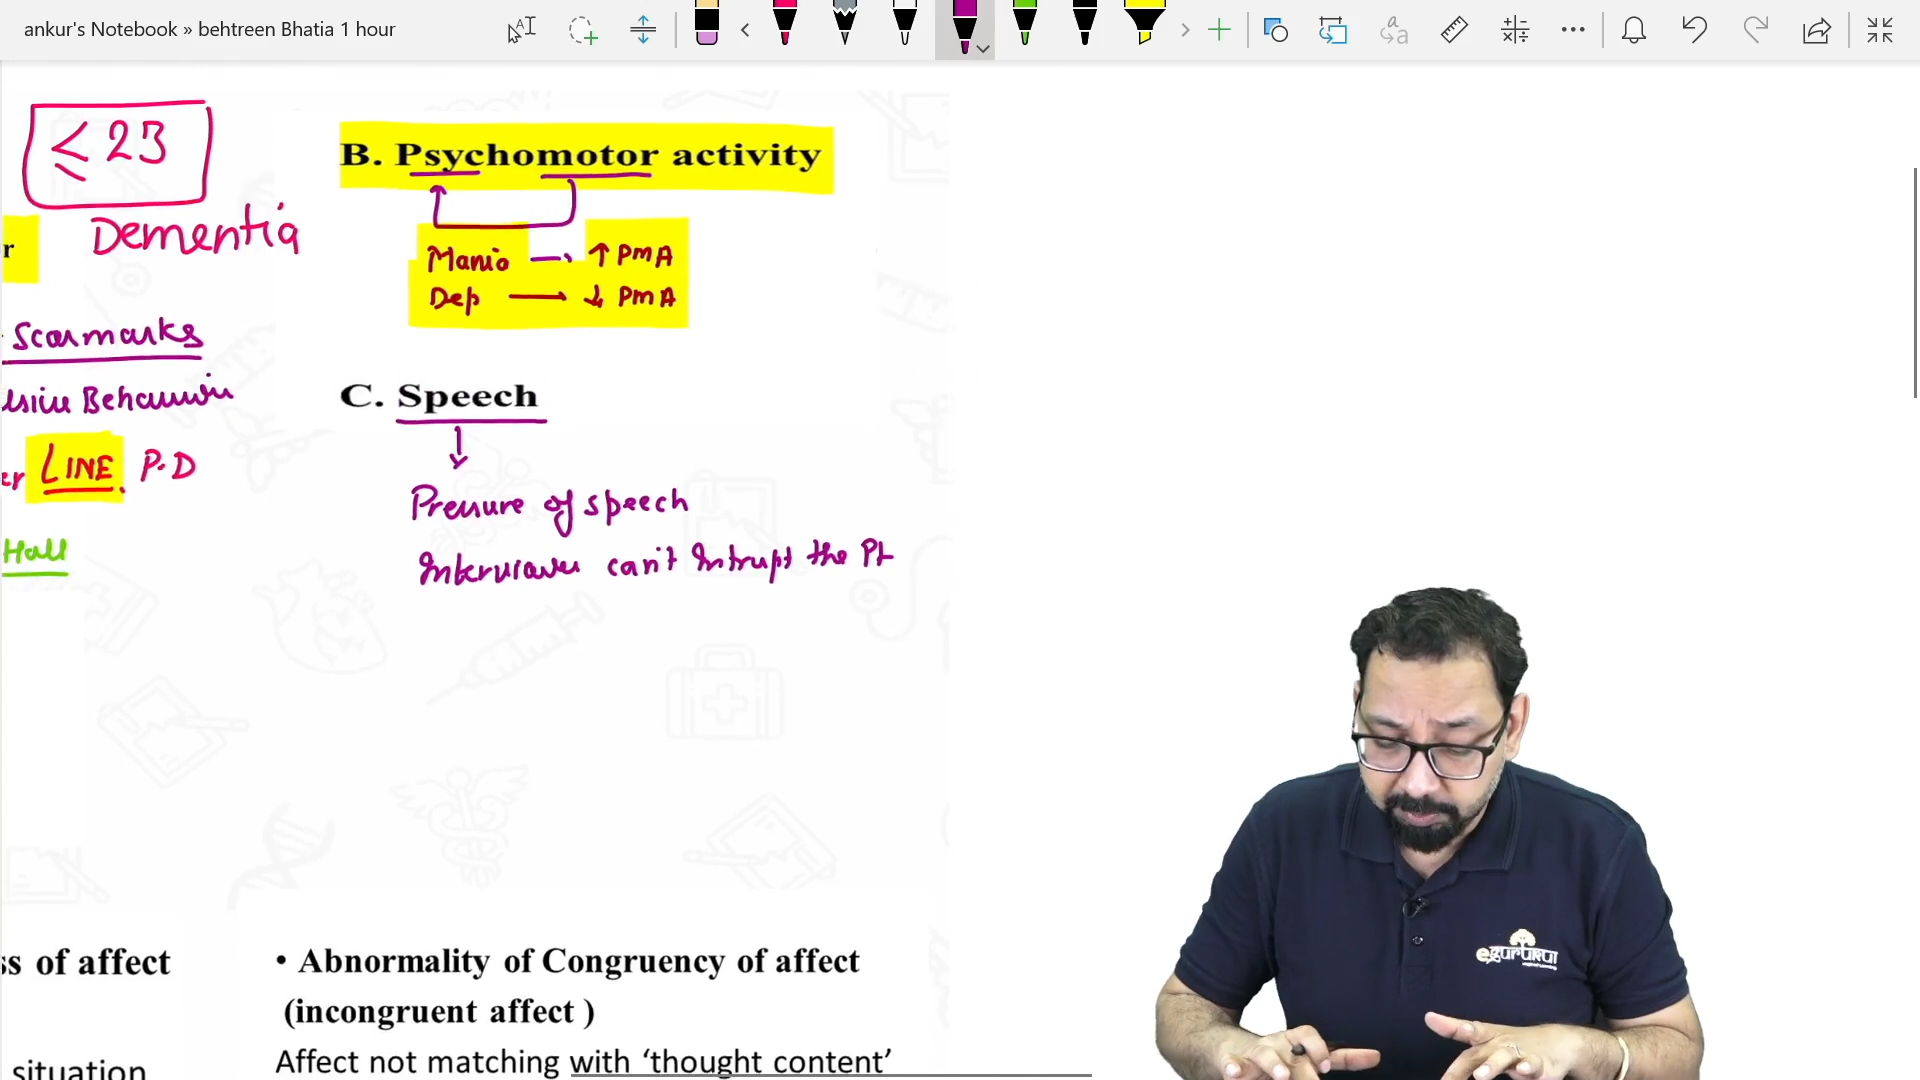 ankur's Notebook » behtreen Bhatia 1 hour
≤ 23
Dementia
r
Scarmarks
Behaviour
er LINE. P.D
Hall
B. Psychomotor activity
Mania → ↑ PMA
Dep → ↓ PMA
C. Speech
↓
Pressure of speech
Interviewer can't Intrupt the Pt
ss of affect
situation
• Abnormality of Congruency of affect
(incongruent affect )
Affect not matching with ‘thought content’
egurukul